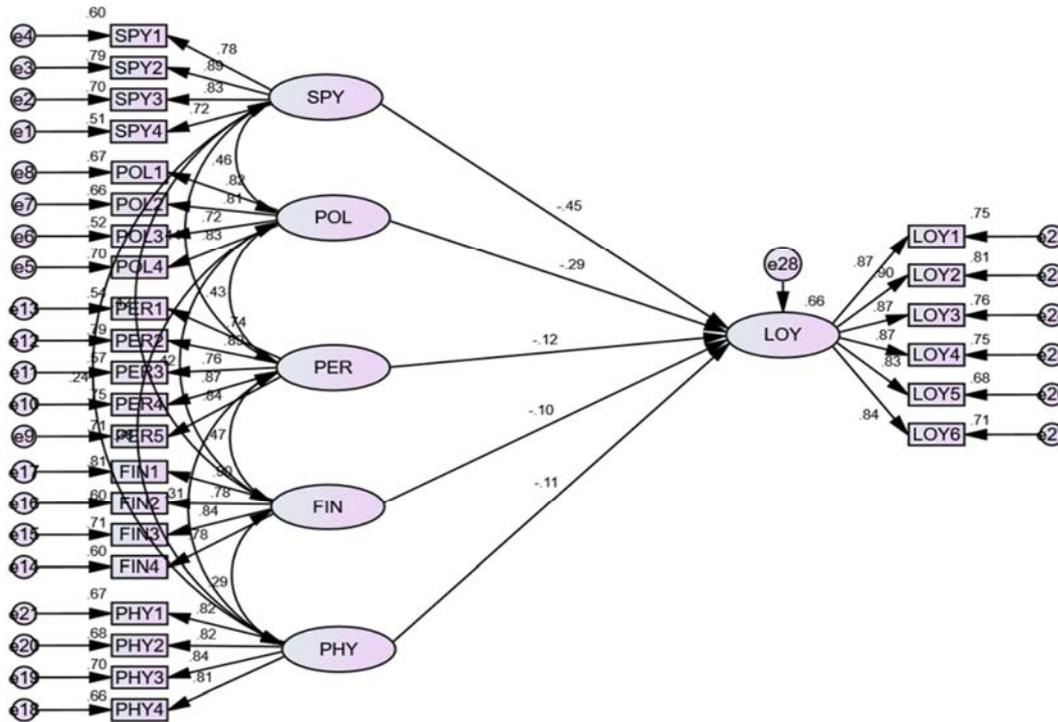 .60
e4 SPY1
.78
.79
e3 SPY2
.89
.70
e2 SPY3
.83
.51
e1 SPY4
.72
SPY
.67
e8 POL1
.82
.66
e7 POL2
.81
.52
e6 POL3
.72
.70
e5 POL4
.83
POL
.54
e13 PER1
.74
.79
e12 PER2
.57
e11 PER3
.76
.75
e10 PER4
.87
.71
e9 PER5
.84
PER
.81
e17 FIN1
.60
e16 FIN2
.78
.71
e15 FIN3
.84
.60
e14 FIN4
.78
FIN
.67
e21 PHY1
.82
.68
e20 PHY2
.82
.70
e19 PHY3
.84
.66
e18 PHY4
.81
PHY
.46
.43
.42
.24
.47
.31
.29
-.45
-.29
-.12
-.10
-.11
e28
.66
LOY
.75
.87
LOY1
.81
.90
LOY2
.76
.87
LOY3
.75
.87
LOY4
.68
.83
LOY5
.71
.84
LOY6